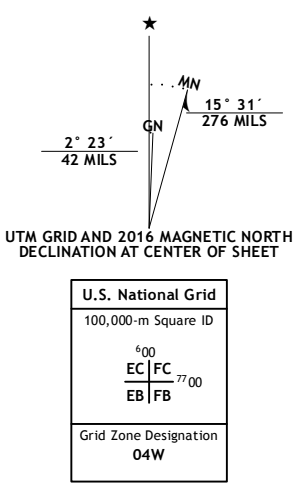 ★
MN
GN
15° 31´
276 MILS
2° 23´
42 MILS
UTM GRID AND 2016 MAGNETIC NORTH
DECLINATION AT CENTER OF SHEET
U.S. National Grid
100,000-m Square ID
⁶00
EC FC
⁷⁷00
EB FB
Grid Zone Designation
04W